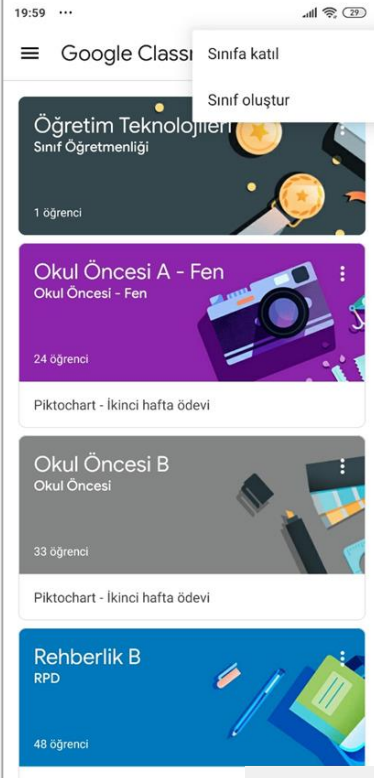 19:59 ...
29
Google Classr
Sınıfa katıl
Sınıf oluştur
Öğretim Teknolojileri
Sınıf Öğretmenliği
1 öğrenci
Okul Öncesi A - Fen
Okul Öncesi - Fen
24 öğrenci
Piktochart - İkinci hafta ödevi
Okul Öncesi B
Okul Öncesi
33 öğrenci
Piktochart - İkinci hafta ödevi
Rehberlik B
RPD
48 öğrenci